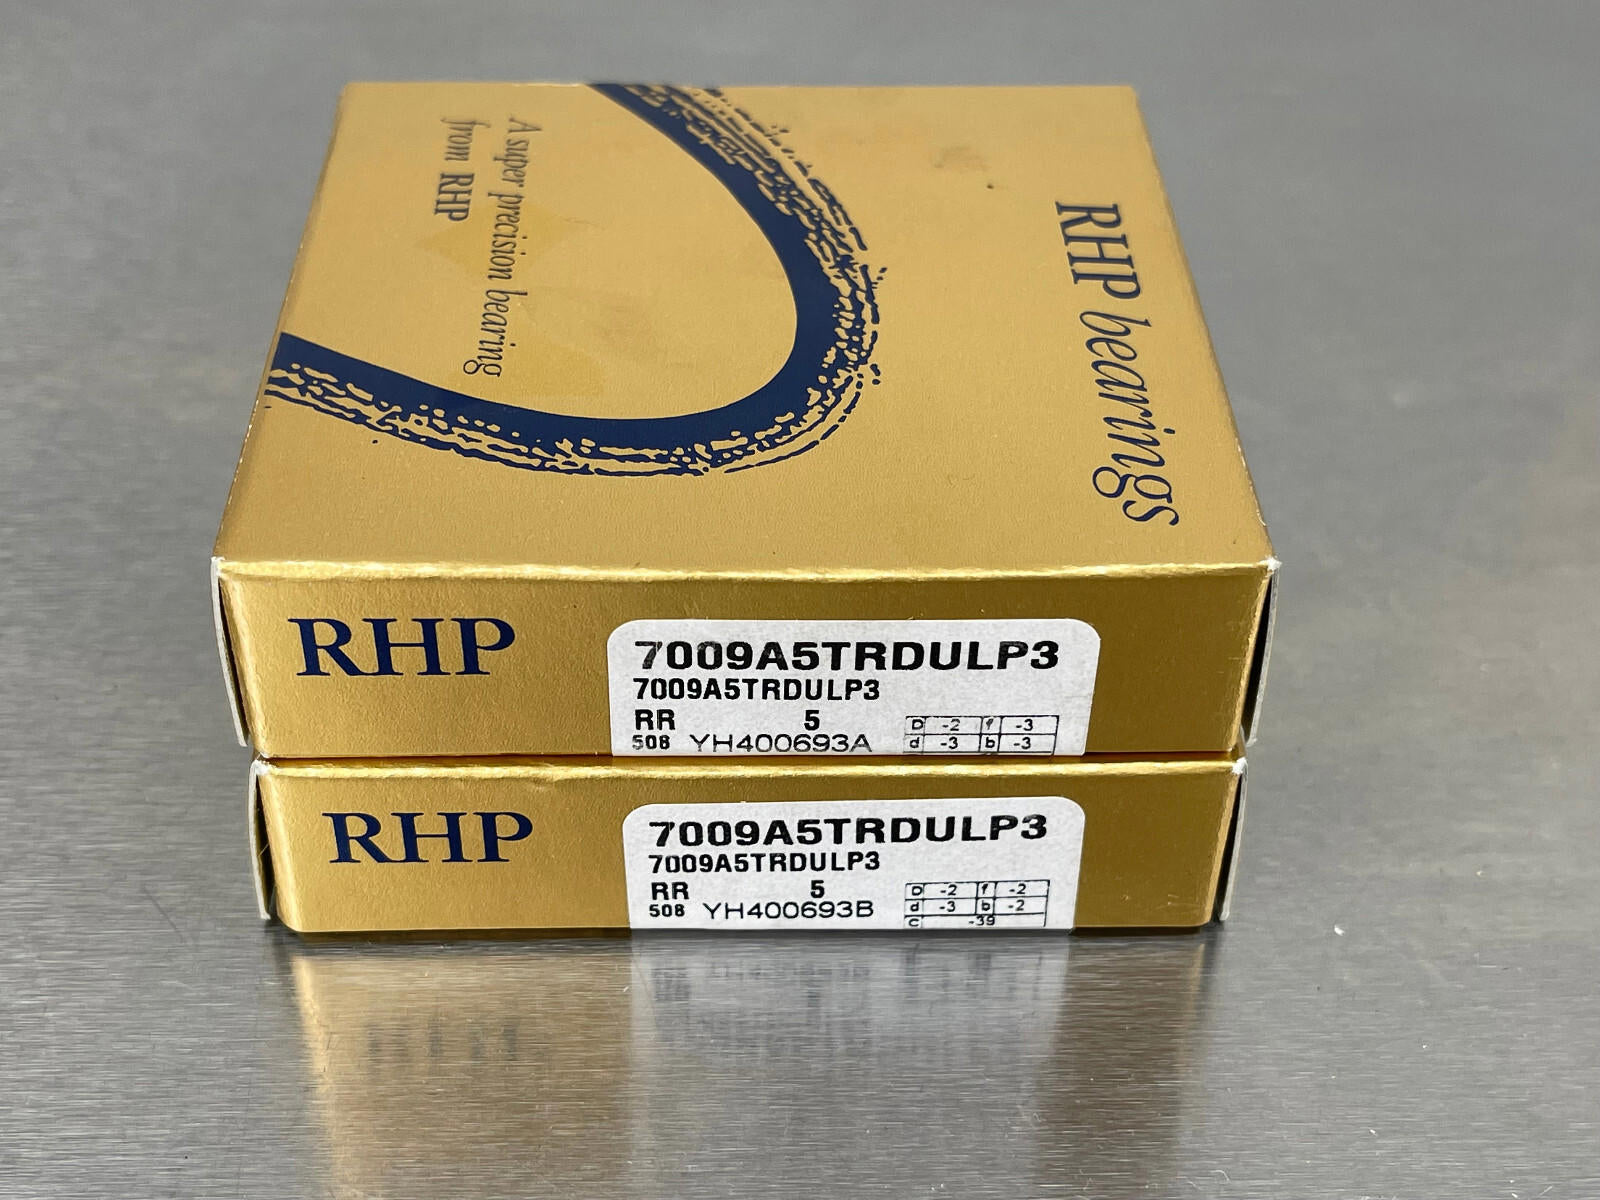 A super precision bearing
from RHP
RHP bearings
RHP
7009A5TRDULP3
7009A5TRDULP3
RR 5
508 YH400693A
D -2 f -3
d -3 b -3
RHP
7009A5TRDULP3
7009A5TRDULP3
RR 5
508 YH400693B
D -2 f -2
d -3 b -2
c -39